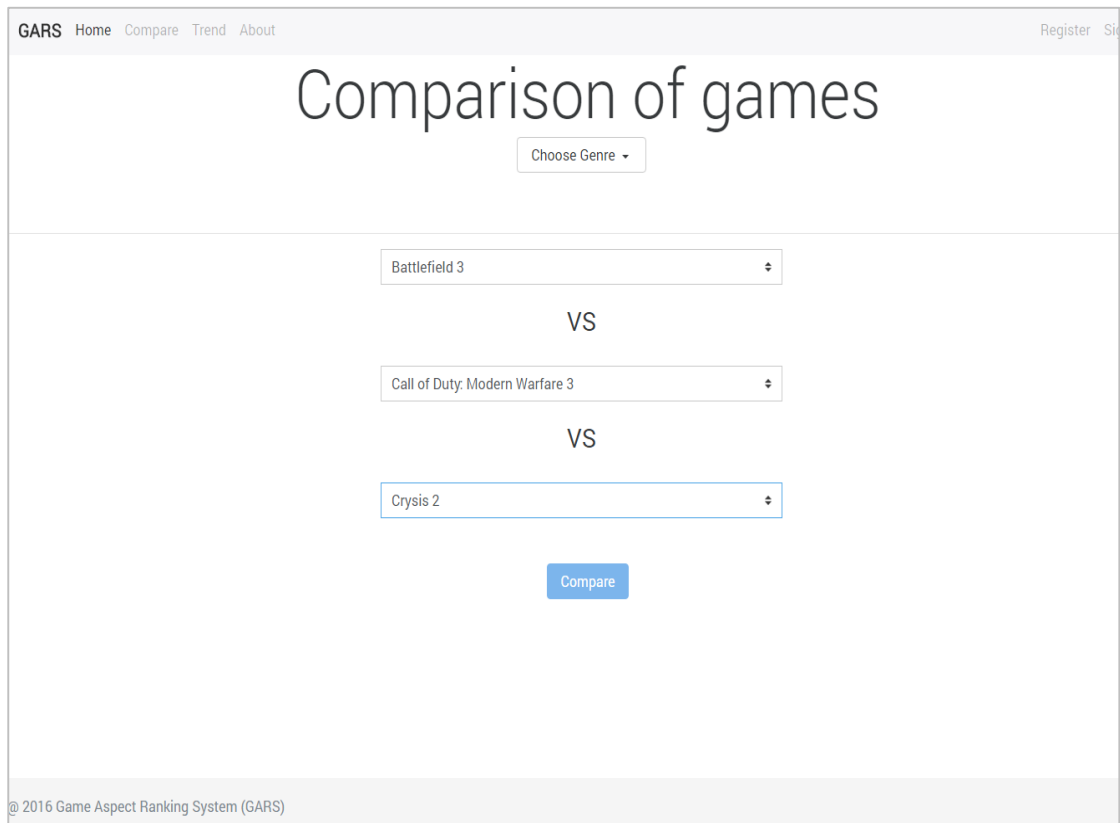 GARS Home Compare Trend About Register
Comparison of games
Choose Genre
Battlefield 3
VS
Call of Duty: Modern Warfare 3
VS
Crysis 2
Compare
@ 2016 Game Aspect Ranking System (GARS)